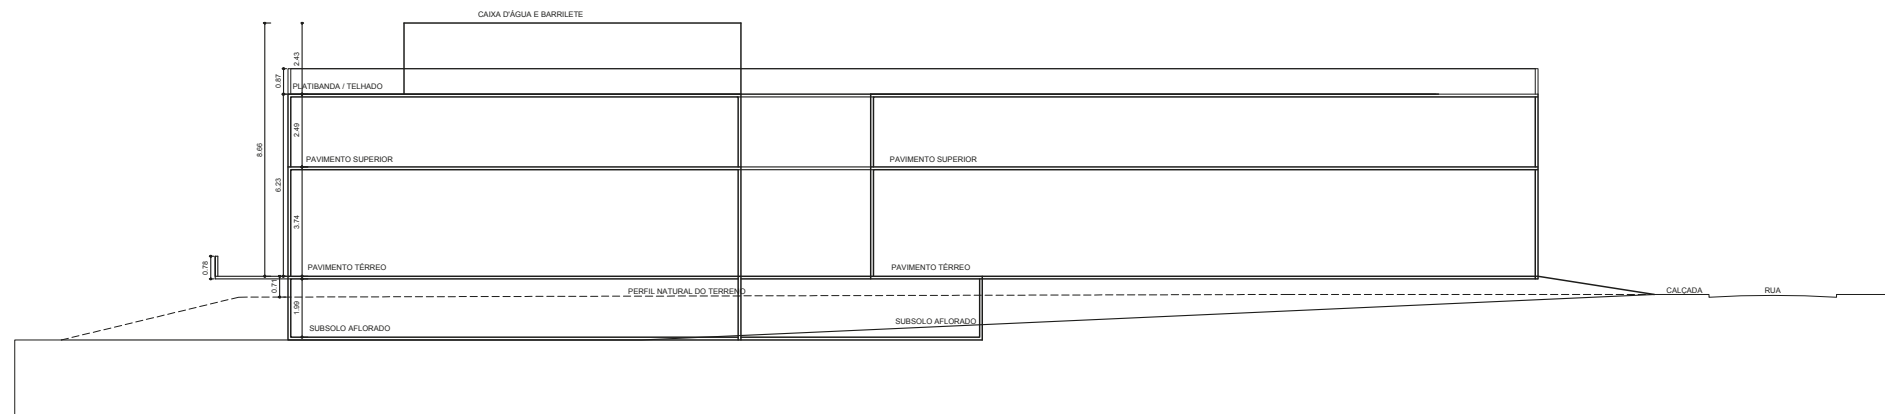 CAIXA D'ÁGUA E BARRILETE
2.43
0.87
PLATIBANDA / TELHADO
2.49
8.66
PAVIMENTO SUPERIOR
PAVIMENTO SUPERIOR
6.23
3.74
0.78
PAVIMENTO TÉRREO
PAVIMENTO TÉRREO
0.71
PERFIL NATURAL DO TERRENO
CALÇADA
RUA
1.99
SUBSOLO AFLORADO
SUBSOLO AFLORADO